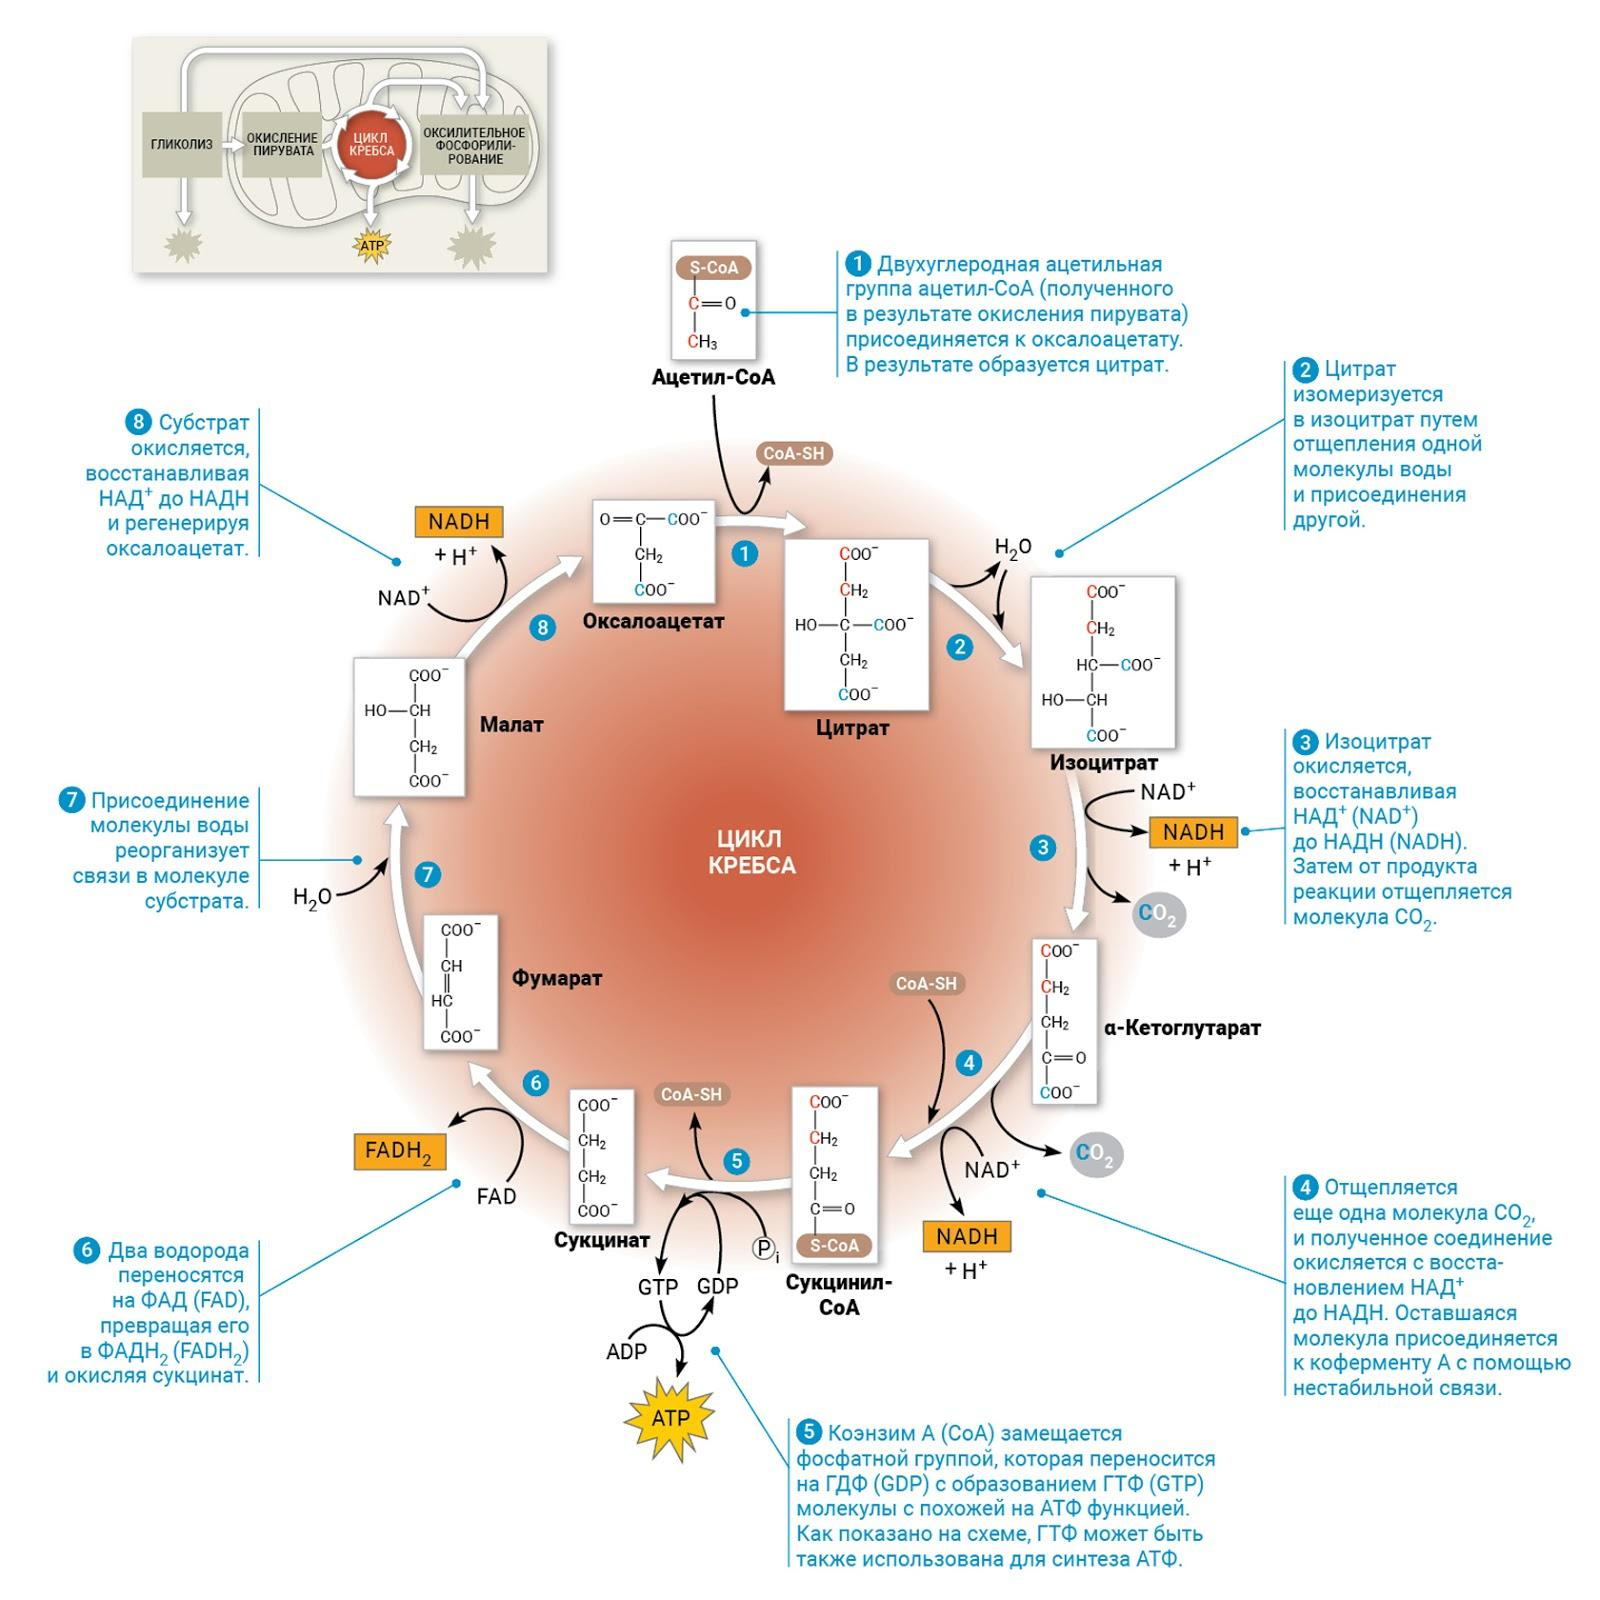 ГЛИКОЛИЗ
ОКИСЛЕНИЕ
ПИРУВАТА
ЦИКЛ
КРЕБСА
ОКСИЛИТЕЛЬНОЕ
ФОСФОРИЛИ-
РОВАНИЕ
ATP
S-CoA
C=O
CH3
Ацетил-CoA
1 Двухуглеродная ацетильная
группа ацетил-CoA (полученного
в результате окисления пирувата)
присоединяется к оксалоацетату.
В результате образуется цитрат.
2 Цитрат
изомеризуется
в изоцитрат путем
отщепления одной
молекулы воды
и присоединения
другой.
8 Субстрат
окисляется,
восстанавливая
НАД⁺ до НАДН
и регенерируя
оксалоацетат.
CoA-SH
NADH
+ H⁺
NAD⁺
O=C—COO⁻
CH₂
COO⁻
Оксалоацетат
1
COO⁻
CH₂
HO—C—COO⁻
CH₂
COO⁻
Цитрат
H₂O
2
COO⁻
CH₂
HC—COO⁻
HO—CH
COO⁻
Изоцитрат
8
COO⁻
HO—CH
CH₂
COO⁻
Малат
3 Изоцитрат
окисляется,
восстанавливая
НАД⁺ (NAD⁺)
до НАДН (NADH).
Затем от продукта
реакции отщепляется
молекула CO₂.
NAD⁺
NADH
+ H⁺
CO₂
3
ЦИКЛ
КРЕБСА
7 Присоединение
молекулы воды
реорганизует
связи в молекуле
субстрата.
H₂O
7
COO⁻
CH
HC
COO⁻
Фумарат
COO⁻
CH₂
CH₂
C=O
COO⁻
α-Кетоглутарат
CoA-SH
4
CO₂
NAD⁺
NADH
+ H⁺
4 Отщепляется
еще одна молекула CO₂,
и полученное соединение
окисляется с восста-
новлением НАД⁺
до НАДН. Оставшаяся
молекула присоединяется
к коферменту А с помощью
нестабильной связи.
6
FADH₂
FAD
COO⁻
CH₂
CH₂
COO⁻
Сукцинат
CoA-SH
5
COO⁻
CH₂
CH₂
C=O
S-CoA
Сукцинил-
CoA
Pᵢ
GTP
GDP
ADP
ATP
6 Два водорода
переносятся
на ФАД (FAD),
превращая его
в ФАДН₂ (FADH₂)
и окисляя сукцинат.
5 Коэнзим А (CoA) замещается
фосфатной группой, которая переносится
на ГДФ (GDP) с образованием ГТФ (GTP)
молекулы с похожей на АТФ функцией.
Как показано на схеме, ГТФ может быть
также использована для синтеза АТФ.